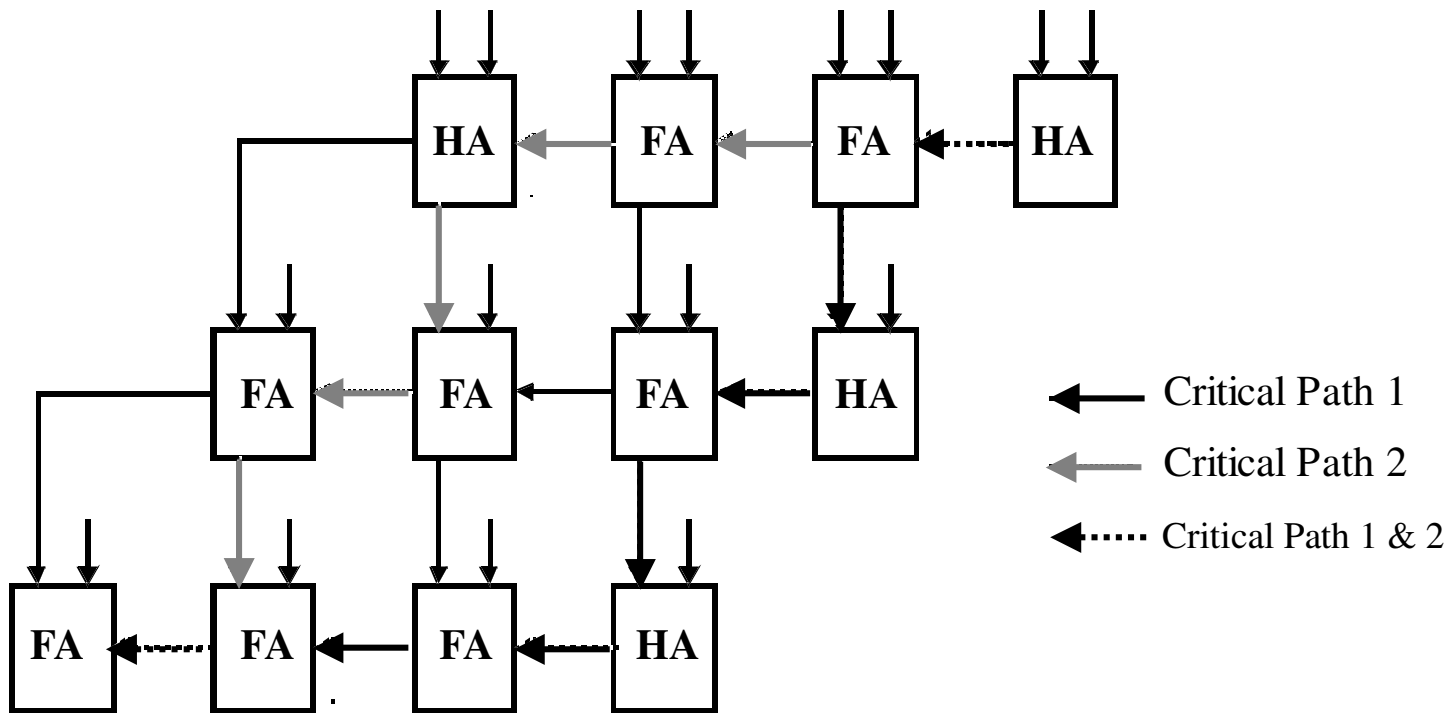 HA FA FA HA
FA FA FA HA
Critical Path 1
Critical Path 2
Critical Path 1 & 2
FA FA FA HA